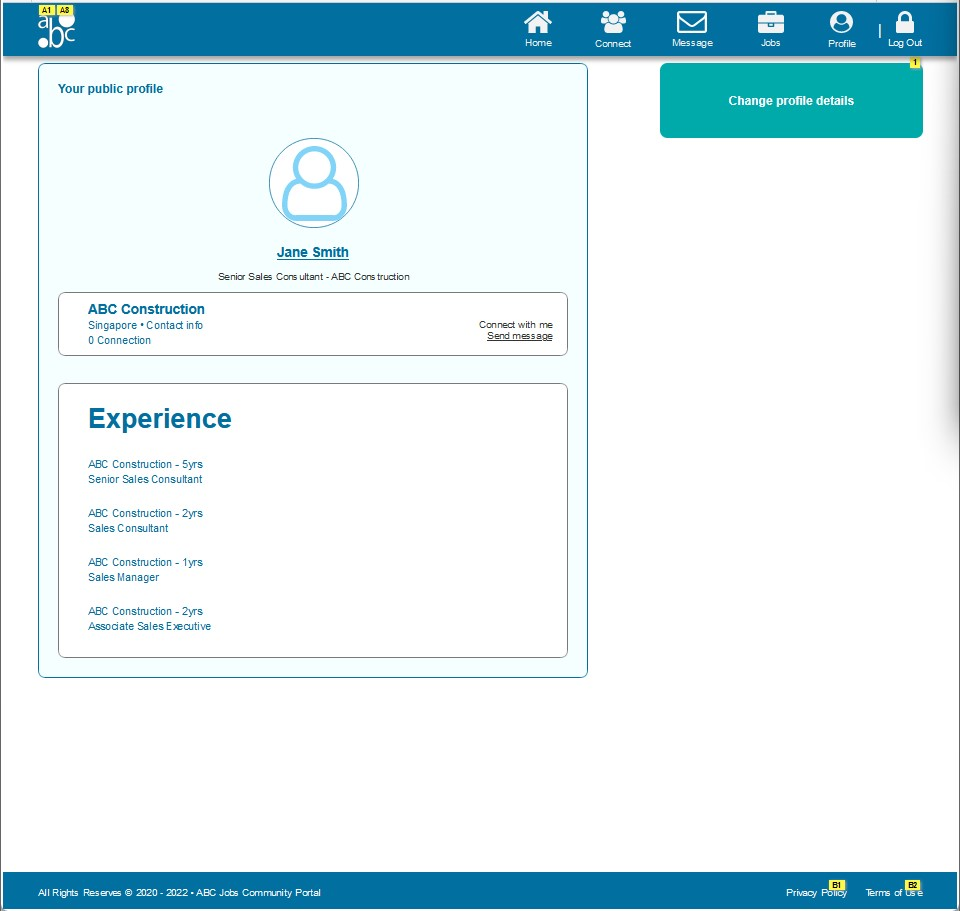 A1 A8
abc
Home
Connect
Message
Jobs
Profile
|
Log Out
1
Your public profile
Change profile details
Jane Smith
Senior Sales Consultant - ABC Construction
ABC Construction
Singapore • Contact info
0 Connection
Connect with me
Send message
Experience
ABC Construction - 5yrs
Senior Sales Consultant
ABC Construction - 2yrs
Sales Consultant
ABC Construction - 1yrs
Sales Manager
ABC Construction - 2yrs
Associate Sales Executive
All Rights Reserves © 2020 - 2022 • ABC Jobs Community Portal
B1
Privacy Policy
B2
Terms of Use